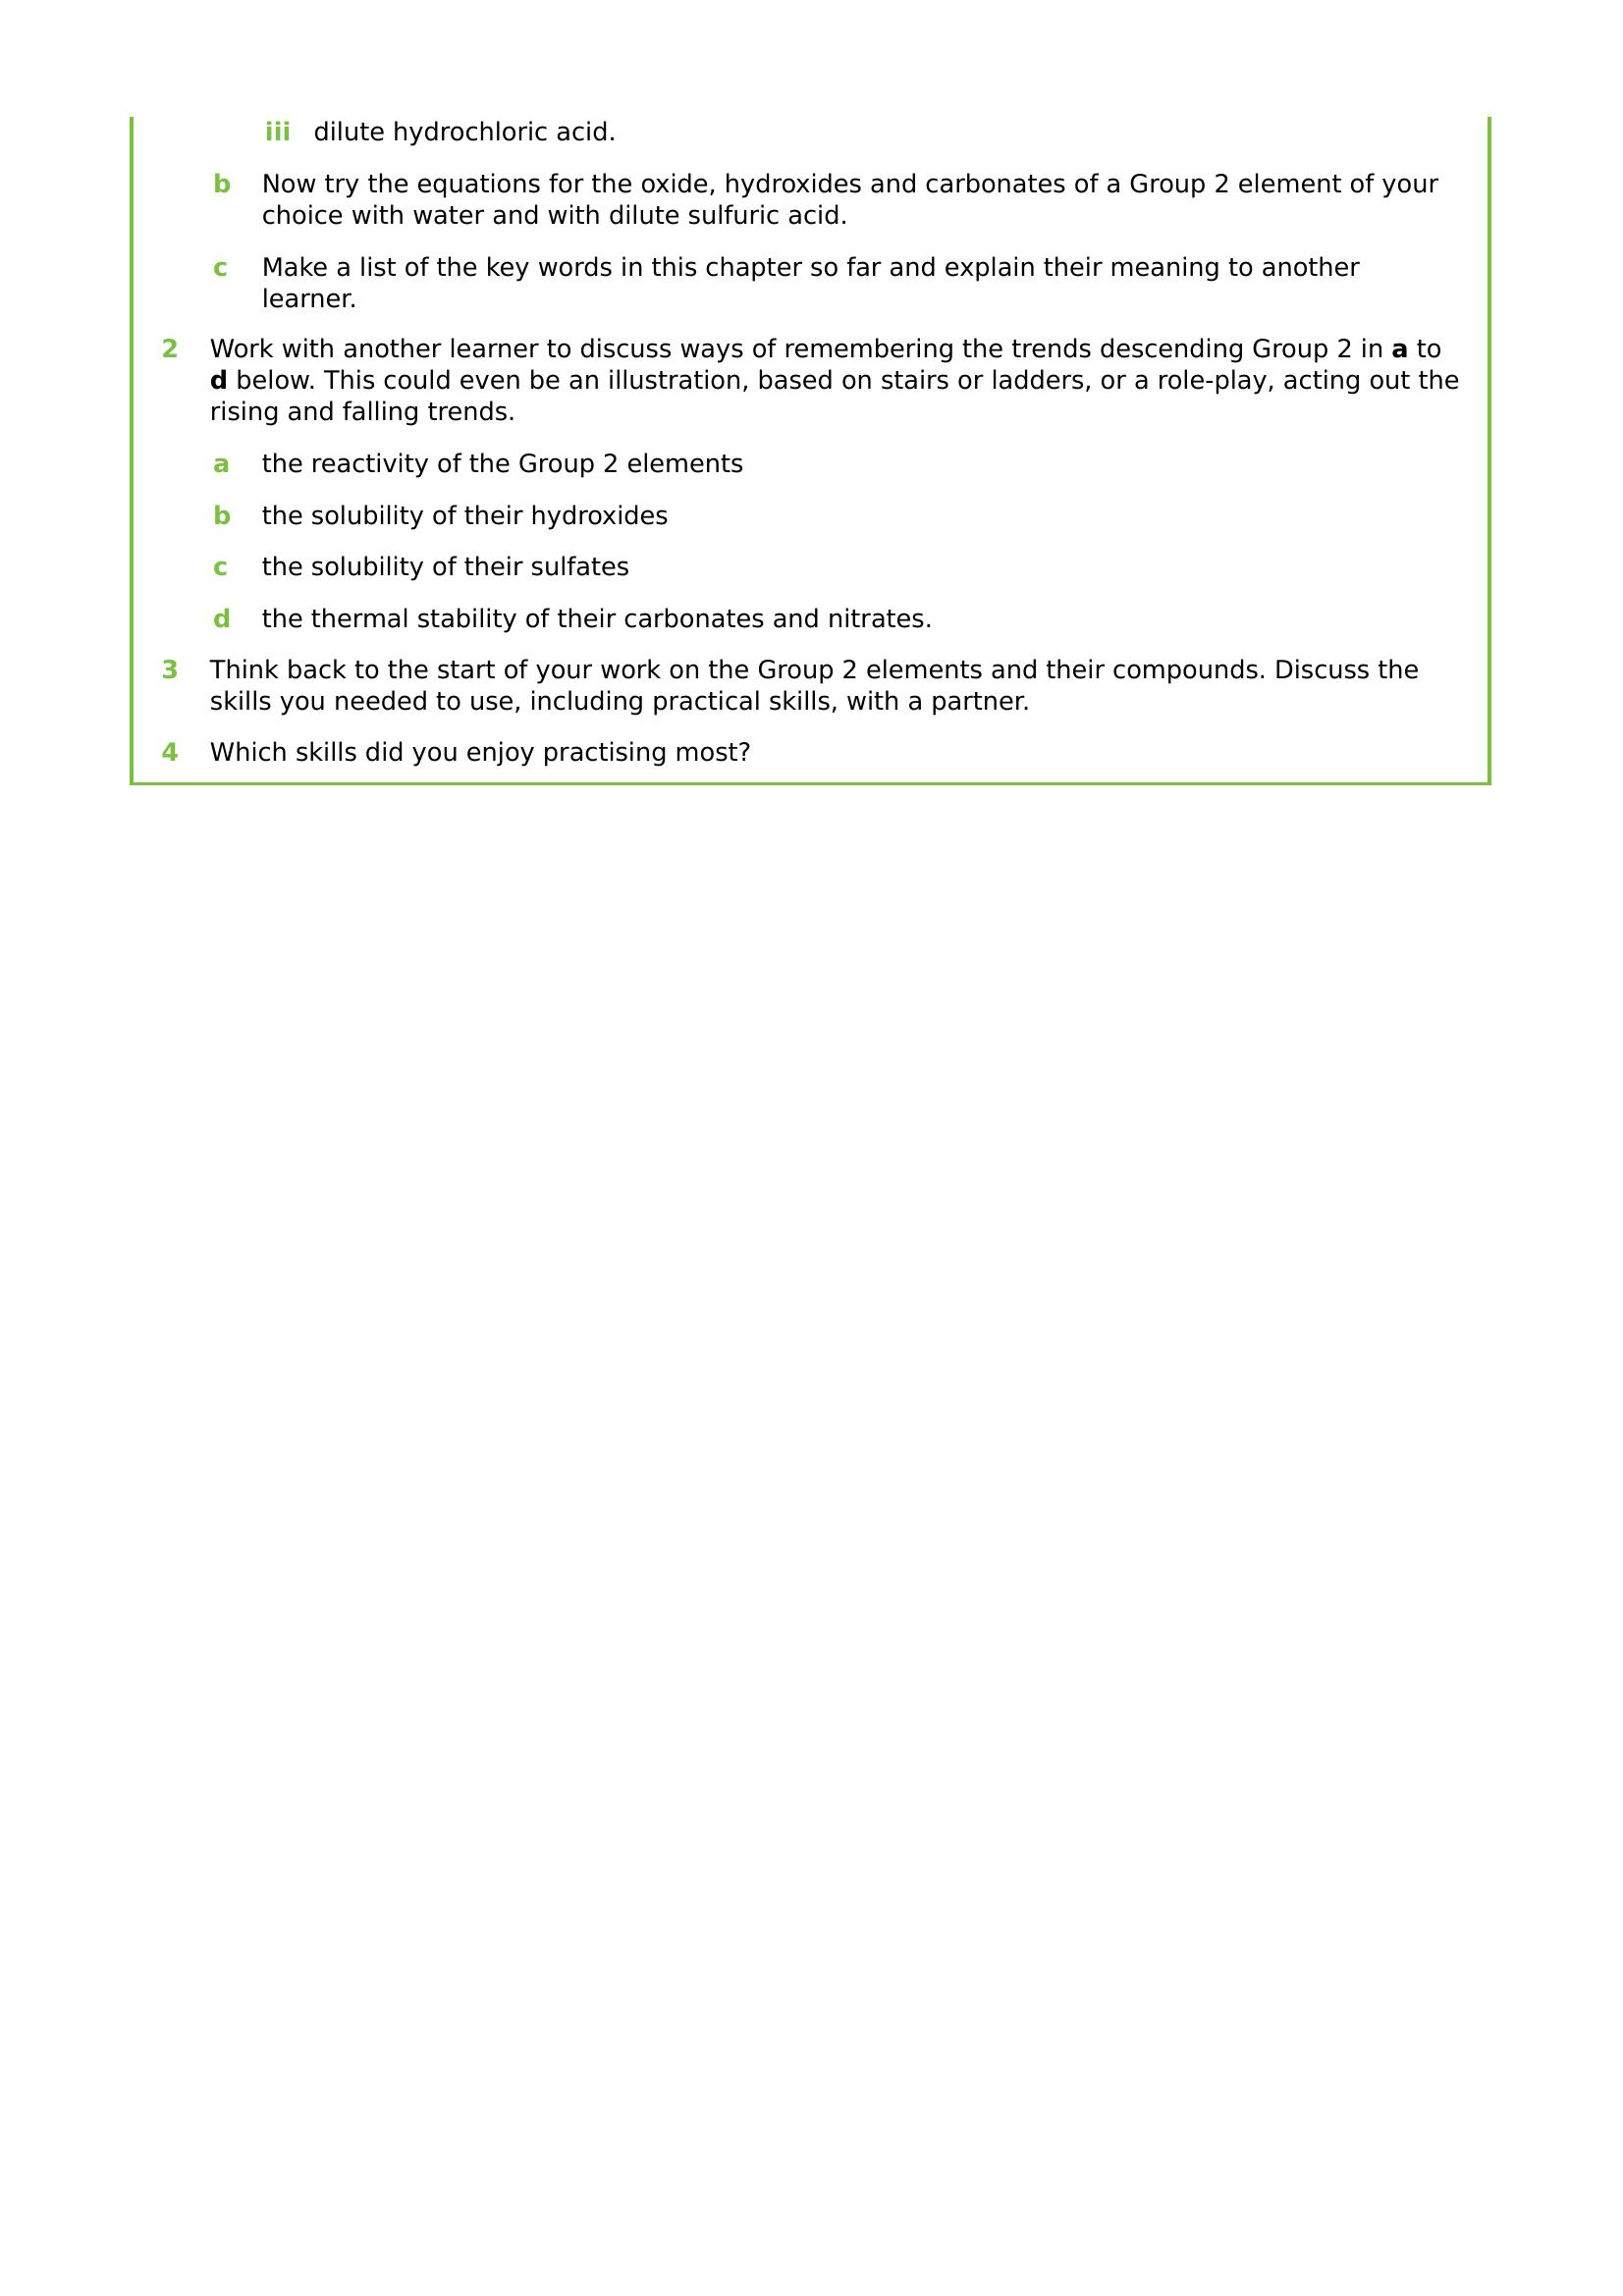 iii dilute hydrochloric acid.
b Now try the equations for the oxide, hydroxides and carbonates of a Group 2 element of your
choice with water and with dilute sulfuric acid.
c Make a list of the key words in this chapter so far and explain their meaning to another
learner.
2 Work with another learner to discuss ways of remembering the trends descending Group 2 in a to
d below. This could even be an illustration, based on stairs or ladders, or a role-play, acting out the
rising and falling trends.
a the reactivity of the Group 2 elements
b the solubility of their hydroxides
c the solubility of their sulfates
d the thermal stability of their carbonates and nitrates.
3 Think back to the start of your work on the Group 2 elements and their compounds. Discuss the
skills you needed to use, including practical skills, with a partner.
4 Which skills did you enjoy practising most?